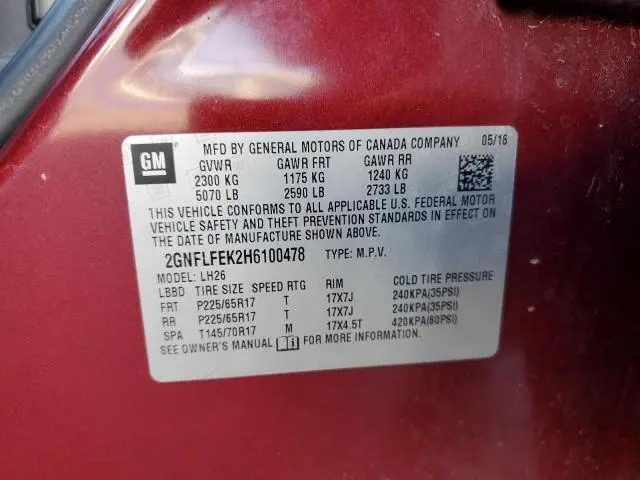 GM
MFD BY GENERAL MOTORS OF CANADA COMPANY 05/16
GVWR GAWR FRT GAWR RR
2300 KG 1175 KG 1240 KG
5070 LB 2590 LB 2733 LB
THIS VEHICLE CONFORMS TO ALL APPLICABLE U.S. FEDERAL MOTOR
VEHICLE SAFETY AND THEFT PREVENTION STANDARDS IN EFFECT ON
THE DATE OF MANUFACTURE SHOWN ABOVE.
2GNFLFEK2H6100478 TYPE: M.P.V.
MODEL: LH26
LBBD TIRE SIZE SPEED RTG RIM COLD TIRE PRESSURE
FRT P225/65R17 T 17X7J 240KPA(35PSI)
RR P225/65R17 T 17X7J 240KPA(35PSI)
SPA T145/70R17 M 17X4.5T 420KPA(60PSI)
SEE OWNER'S MANUAL FOR MORE INFORMATION.